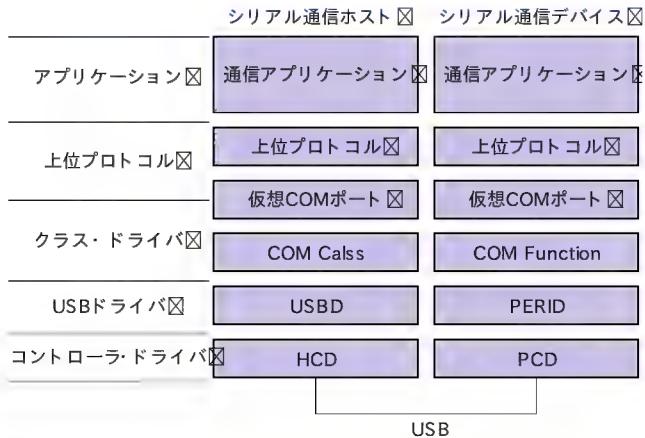 シリアル通信ホスト シリアル通信デバイス
アプリケーション 通信アプリケーション 通信アプリケーション
上位プロトコル 上位プロトコル 上位プロトコル
仮想COMポート 仮想COMポート
クラス・ドライバ COM Calss COM Function
USBドライバ USBD PERID
コントローラ・ドライバ HCD PCD
USB